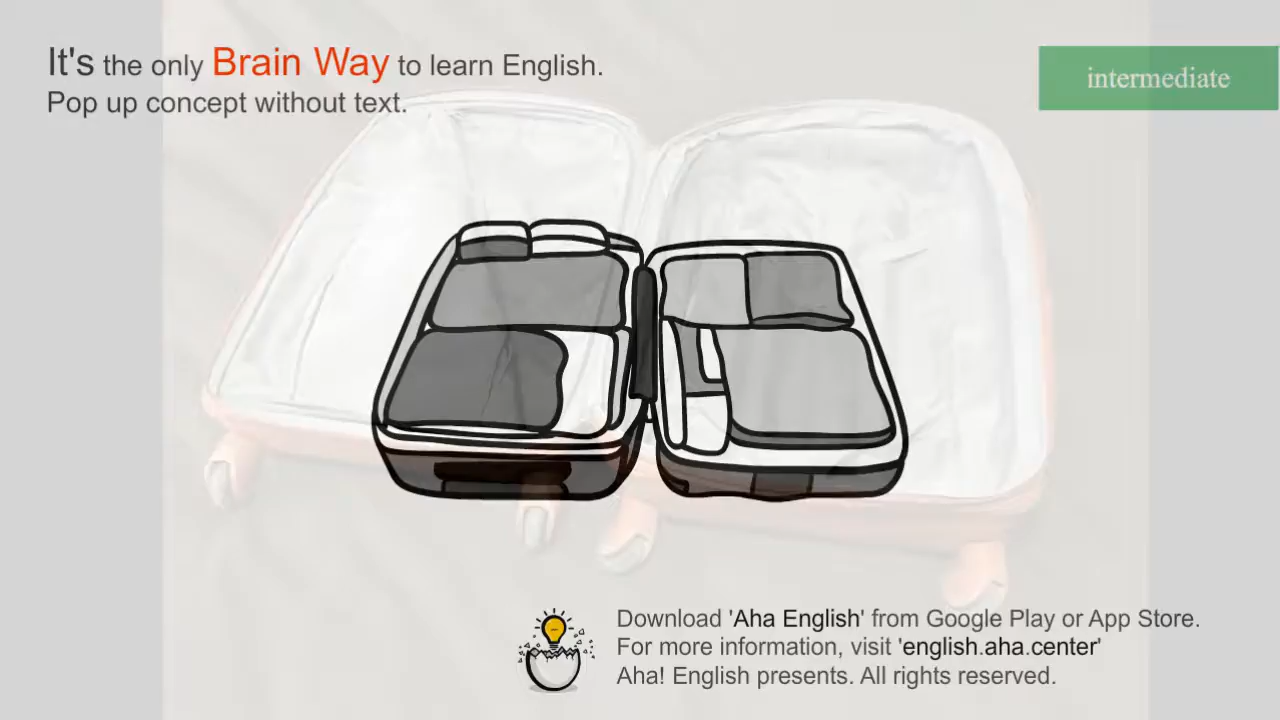 It's the only Brain Way to learn English.
Pop up concept without text.
intermediate
Download 'Aha English' from Google Play or App Store.
For more information, visit 'english.aha.center'
Aha! English presents. All rights reserved.